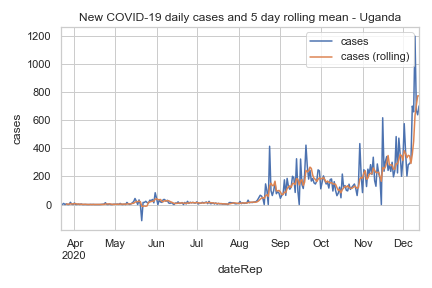 New COVID-19 daily cases and 5 day rolling mean - Uganda
cases
cases (rolling)
1200
1000
800
600
400
200
0
cases
Apr May Jun Jul Aug Sep Oct Nov Dec
2020
dateRep